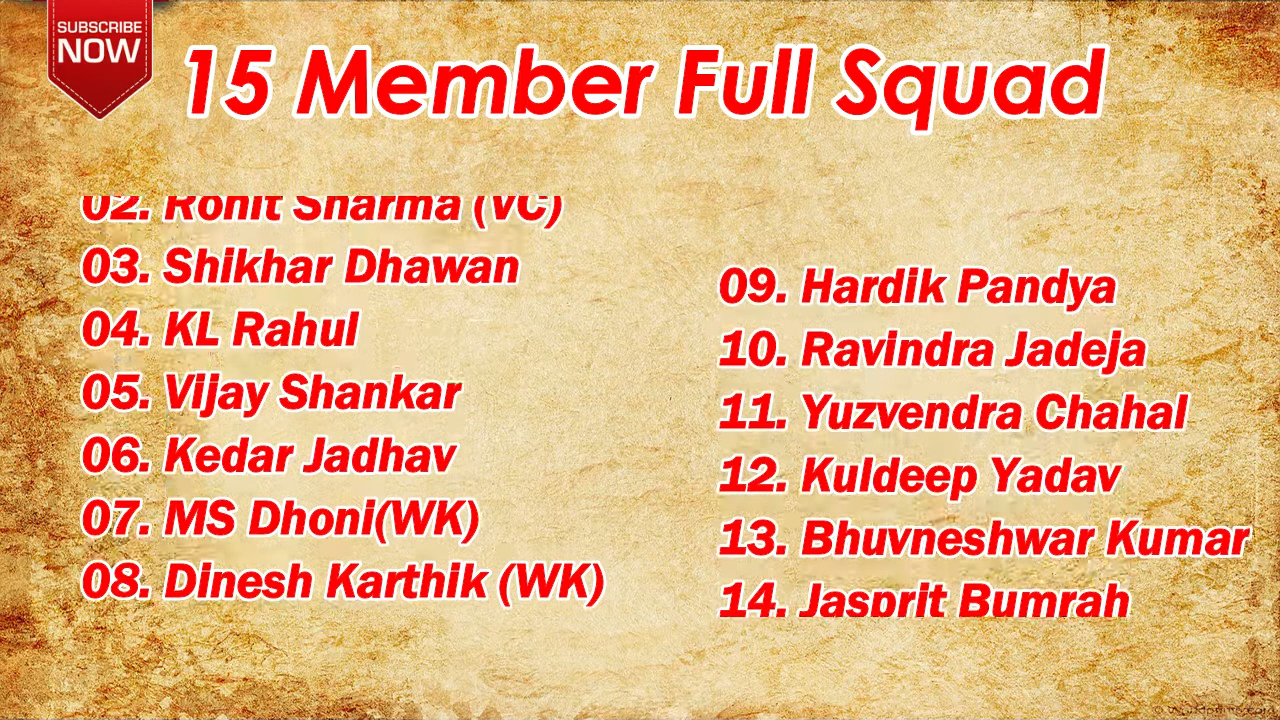 SUBSCRIBE
NOW
15 Member Full Squad
02. Rohit Sharma (VC)
03. Shikhar Dhawan
04. KL Rahul
05. Vijay Shankar
06. Kedar Jadhav
07. MS Dhoni(WK)
08. Dinesh Karthik (WK)
09. Hardik Pandya
10. Ravindra Jadeja
11. Yuzvendra Chahal
12. Kuldeep Yadav
13. Bhuvneshwar Kumar
14. Jasprit Bumrah